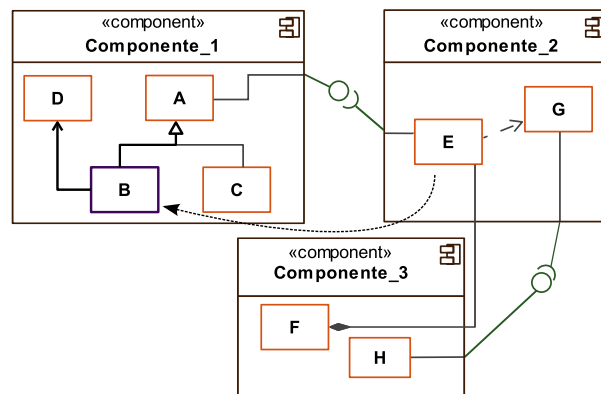 «component»
Componente_1
D
A
B
C
«component»
Componente_2
E
G
«component»
Componente_3
F
H